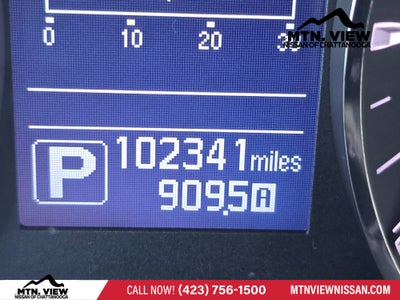 MTN. VIEW
NISSAN OF CHATTANOOGA
0 10 20 30
102341 miles
P
909.5 A
MTN. VIEW
NISSAN OF CHATTANOOGA
CALL NOW! (423) 756-1500
MTNVIEWNISSAN.COM